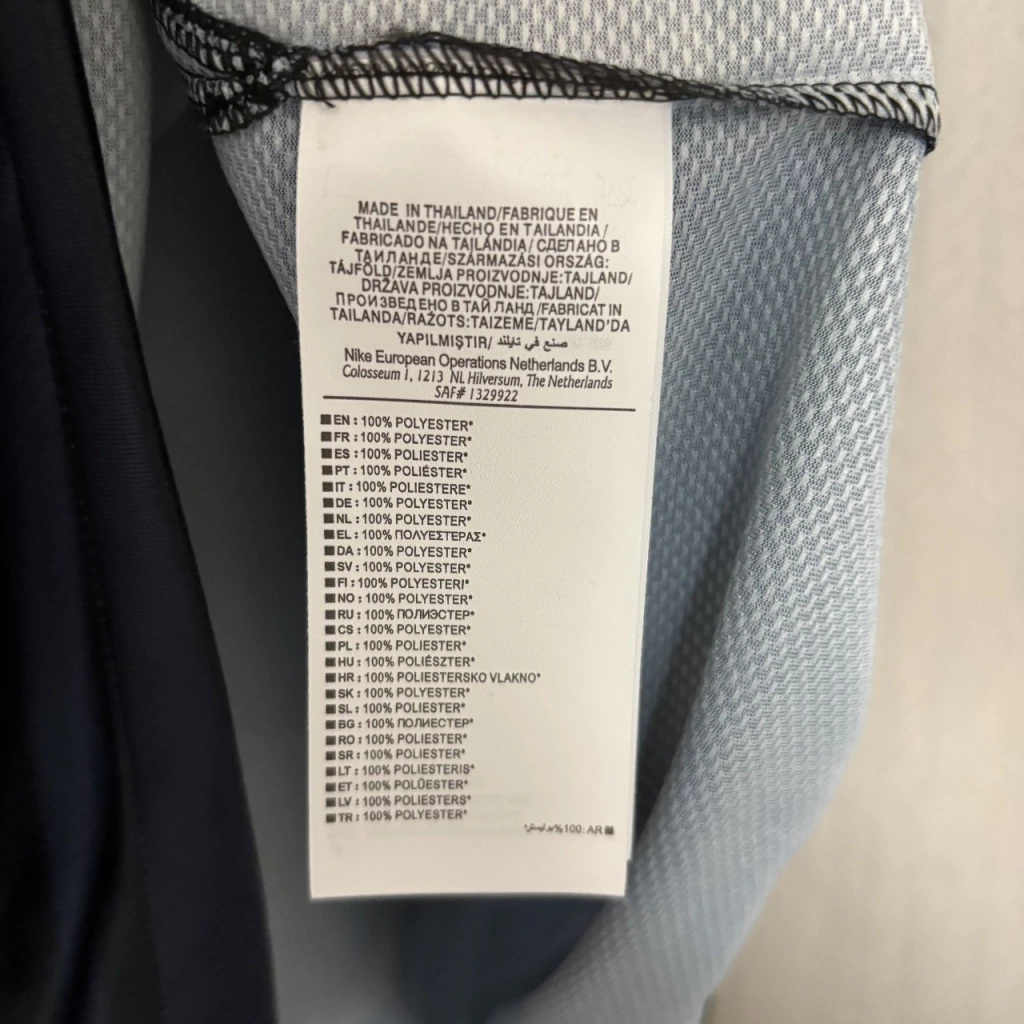 MADE IN THAILAND/FABRIQUE EN
THAILANDE/HECHO EN TAILANDIA/
FABRICADO NA TAILÂNDIA/СДЕЛАНО В
ТАИЛАНДЕ/SZÁRMAZÁSI ORSZÁG:
TÁJFÖLD/ZEMLJA PROIZVODNJE:TAJLAND/
DRŽAVA PROIZVODNJE:TAJLAND/
ПРОИЗВЕДЕНО В ТАЙЛАНД/FABRICAT IN
TAILANDA/RAŽOTS:TAIZEME/TAYLAND'DA
YAPILMIŞTIR/ صنع في تايلند
Nike European Operations Netherlands B.V.
Colosseum 1, 1213 NL Hilversum, The Netherlands
SAF# 1329922
EN : 100% POLYESTER*
FR : 100% POLYESTER*
ES : 100% POLIESTER*
PT : 100% POLIÉSTER*
IT : 100% POLIESTERE*
DE : 100% POLYESTER*
NL : 100% POLYESTER*
EL : 100% ΠΟΛΥΕΣΤΕΡΑΣ*
DA : 100% POLYESTER*
SV : 100% POLYESTER*
FI : 100% POLYESTERI*
NO : 100% POLYESTER*
RU : 100% ПОЛИЭСТЕР*
CS : 100% POLYESTER*
PL : 100% POLIESTER*
HU : 100% POLIÉSZTER*
HR : 100% POLIESTERSKO VLAKNO*
SK : 100% POLYESTER*
SL : 100% POLIESTER*
BG : 100% ПОЛИЕСТЕР*
RO : 100% POLIESTER*
SR : 100% POLIESTER*
LT : 100% POLIESTERIS*
ET : 100% POLÜESTER*
LV : 100% POLIESTERS*
TR : 100% POLYESTER*
%100: AR